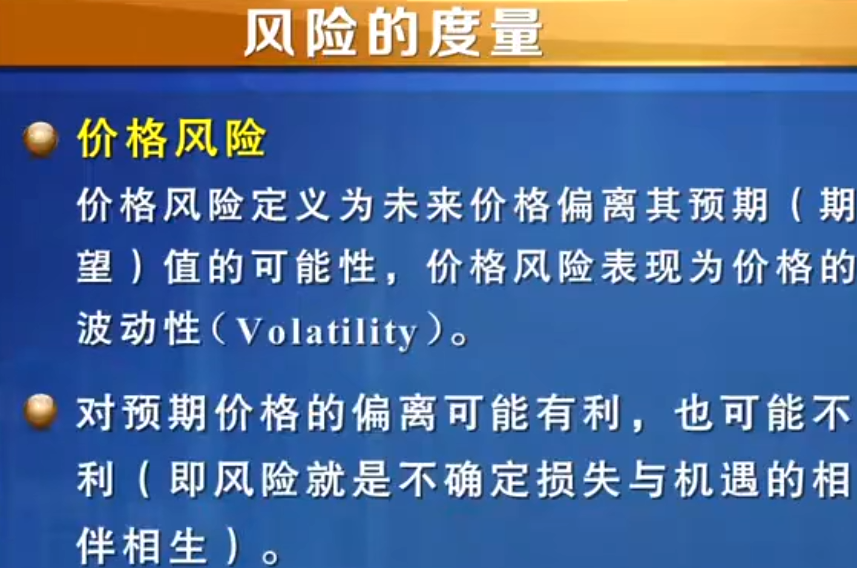 风险的度量
价格风险
价格风险定义为未来价格偏离其预期（期
望）值的可能性，价格风险表现为价格的
波动性（Volatility）。
对预期价格的偏离可能有利，也可能不
利（即风险就是不确定损失与机遇的相
伴相生）。